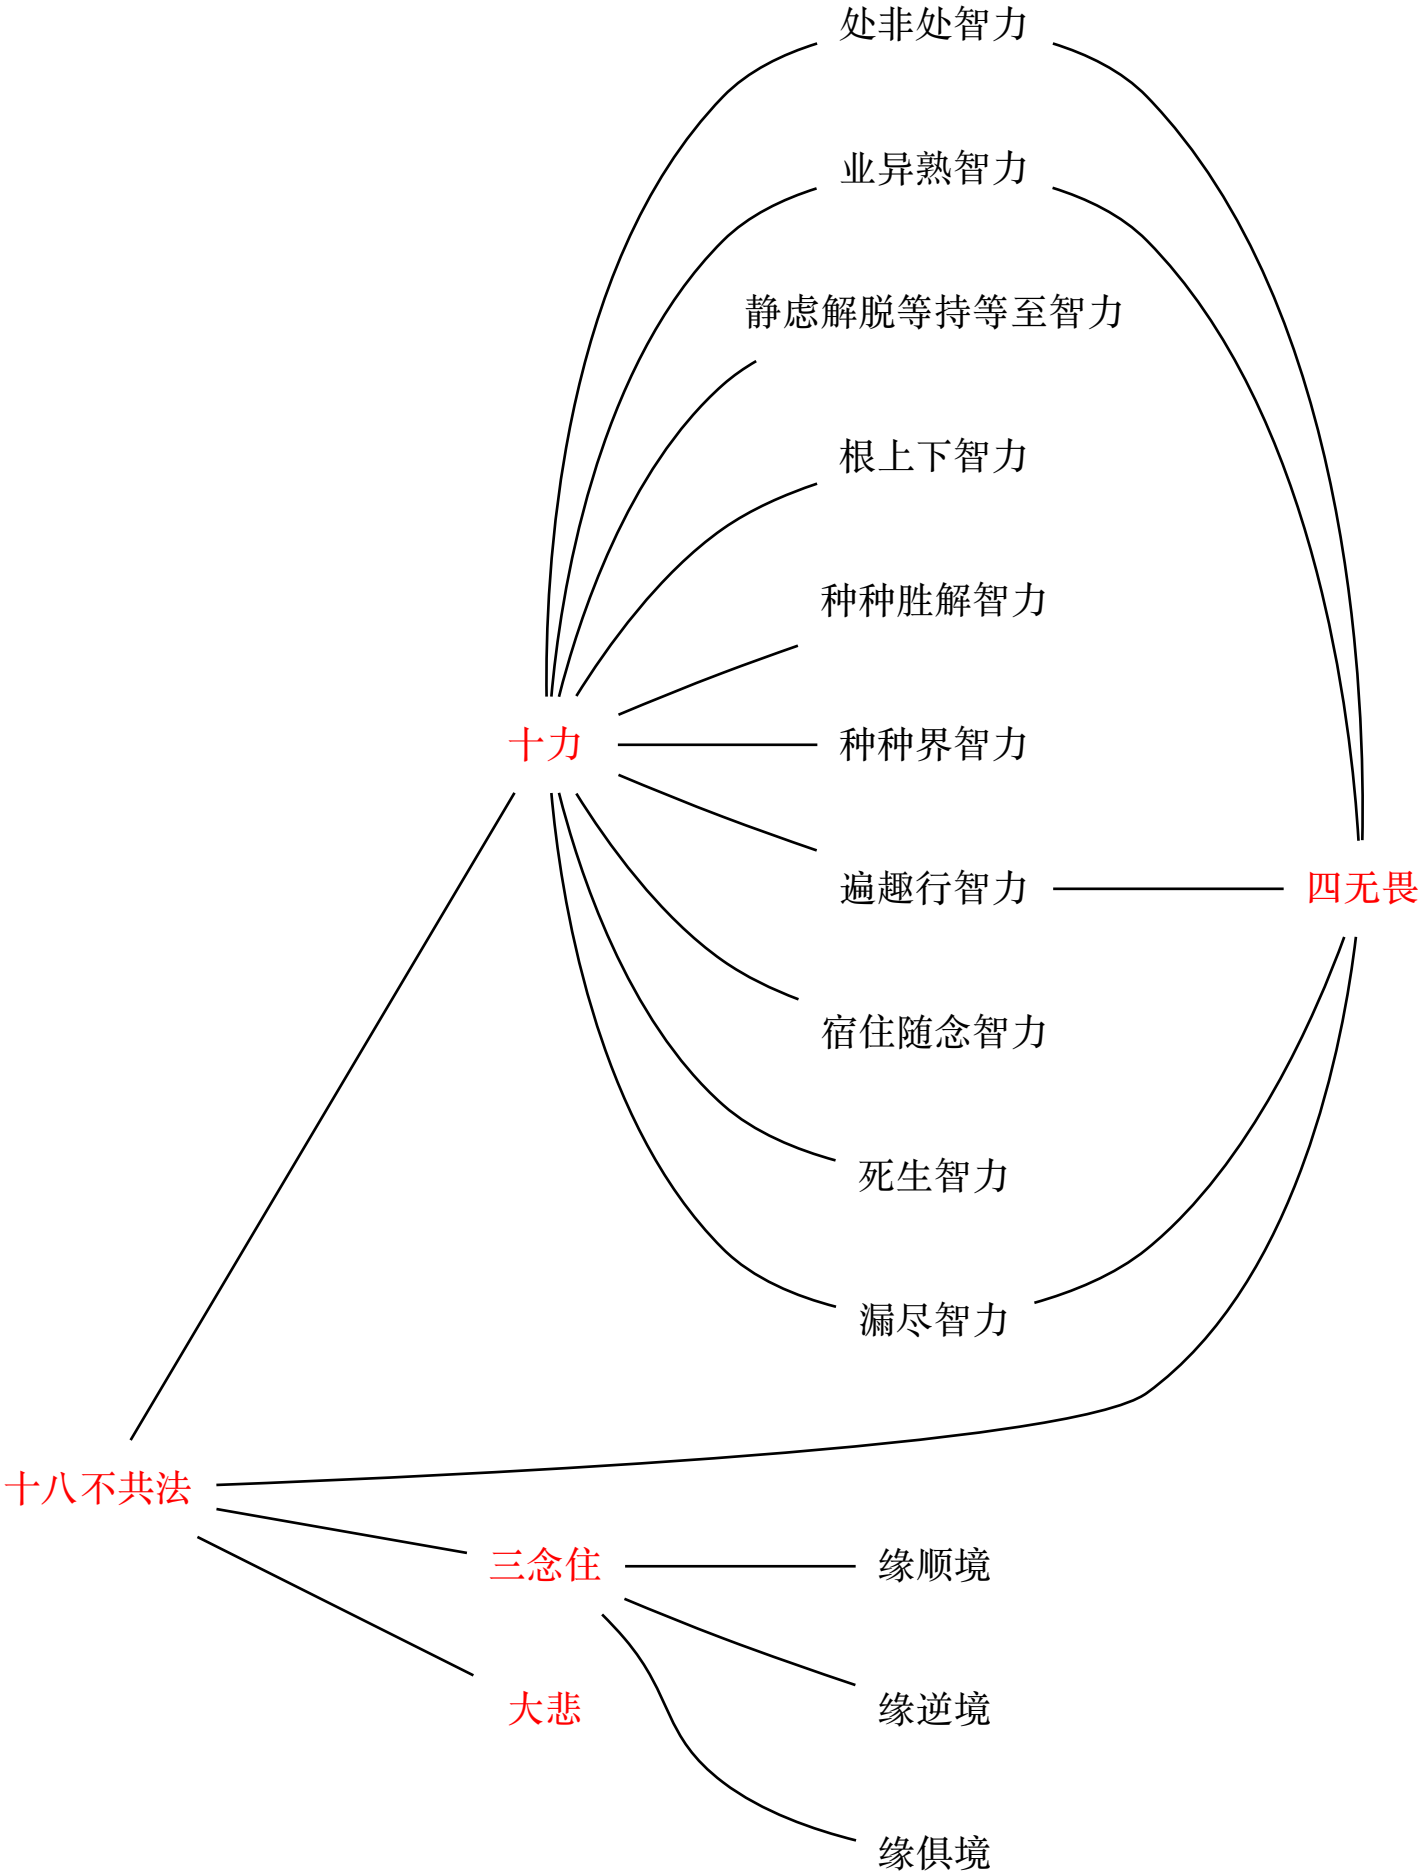 处非处智力
业异熟智力
静虑解脱等持等至智力
根上下智力
种种胜解智力
十力
种种界智力
遍趣行智力
四无畏
宿住随念智力
死生智力
漏尽智力
十八不共法
三念住
缘顺境
大悲
缘逆境
缘俱境